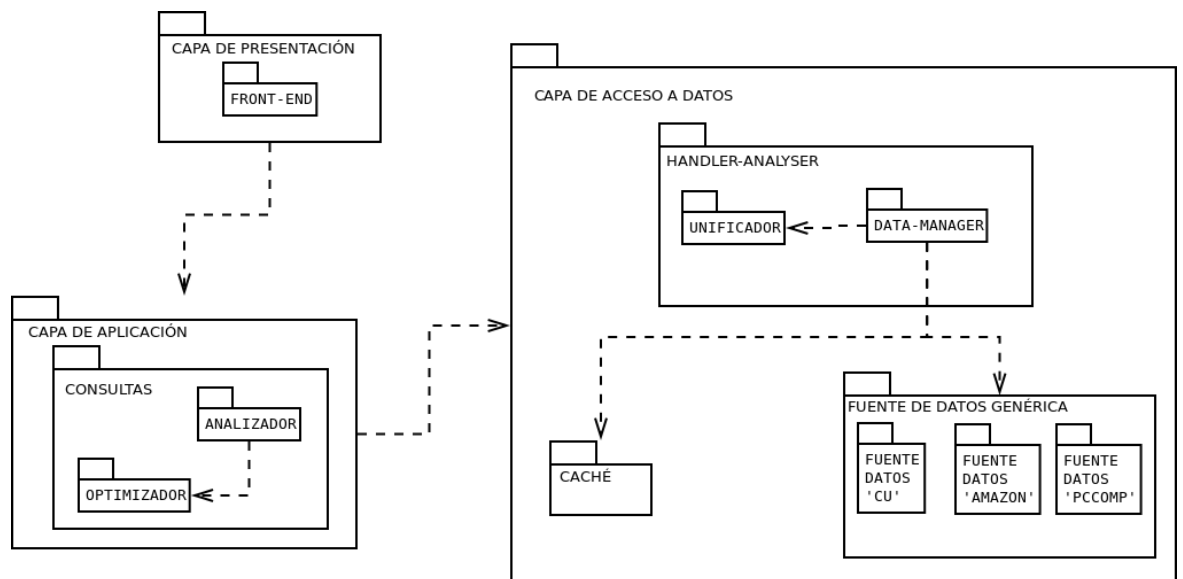 CAPA DE PRESENTACIÓN
FRONT-END
CAPA DE APLICACIÓN
CONSULTAS
ANALIZADOR
OPTIMIZADOR
CAPA DE ACCESO A DATOS
HANDLER-ANALYSER
UNIFICADOR
DATA-MANAGER
CACHÉ
FUENTE DE DATOS GENÉRICA
FUENTE
DATOS
'CU'
FUENTE
DATOS
'AMAZON'
FUENTE
DATOS
'PCCOMP'